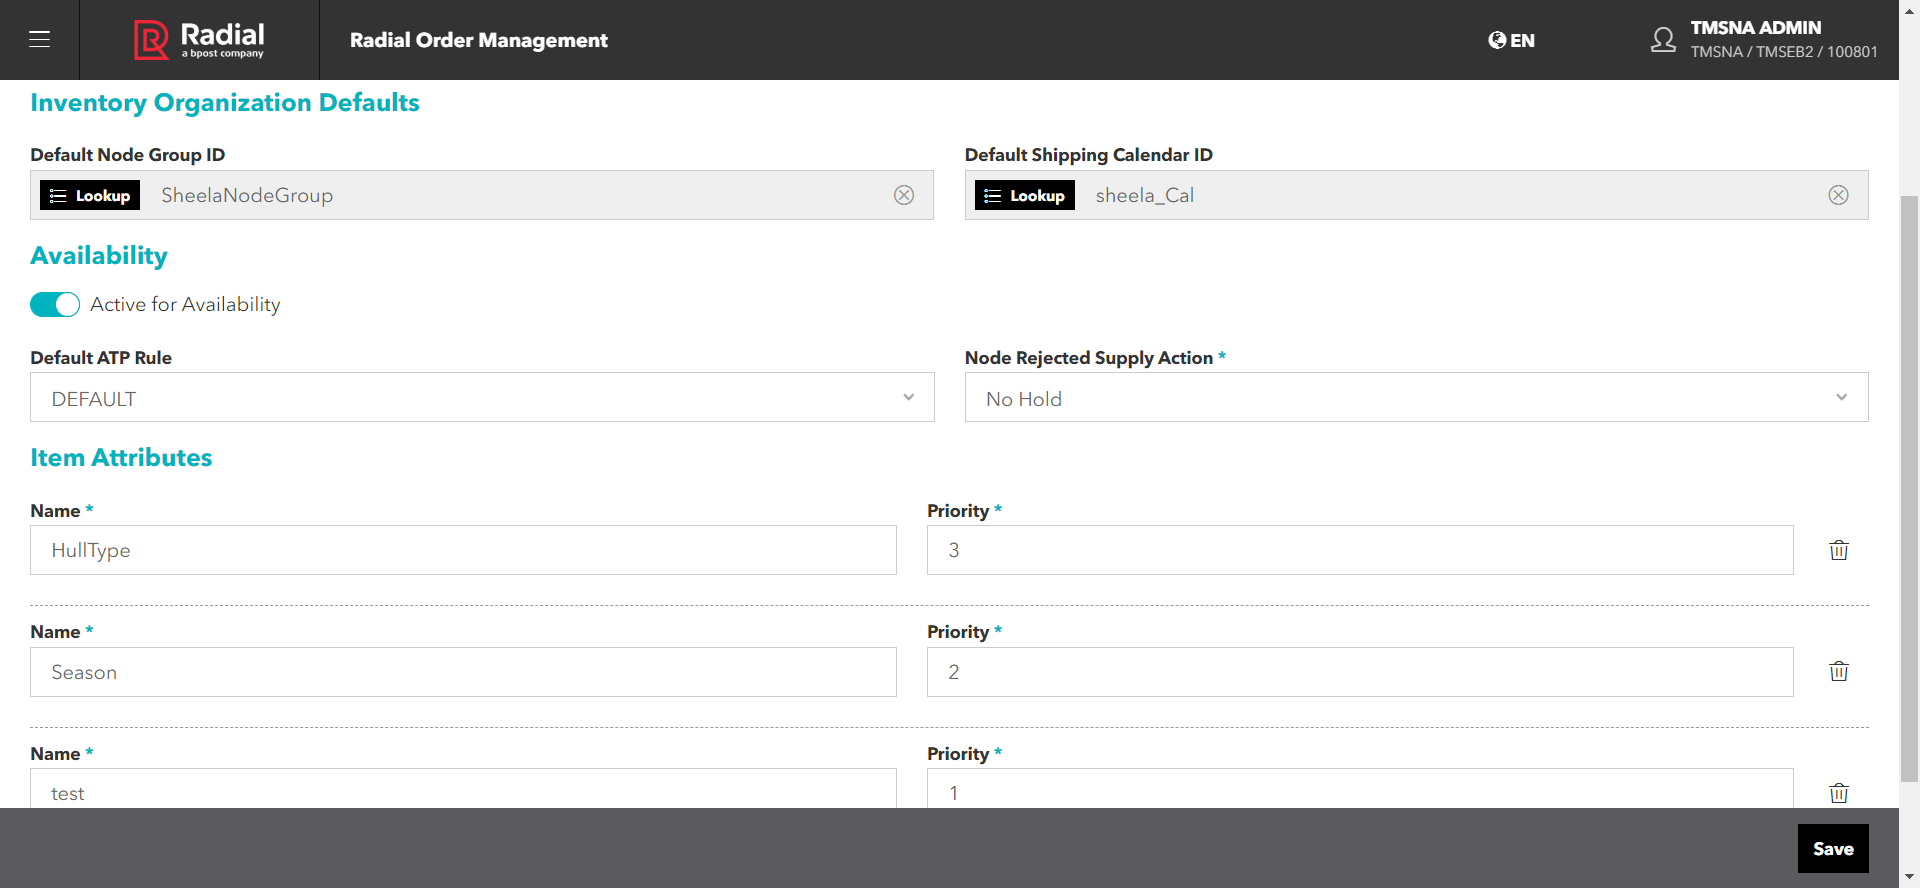 Radial
a bpost company
Radial Order Management
EN
TMSNA ADMIN
TMSNA / TMSEB2 / 100801
Inventory Organization Defaults
Default Node Group ID
Default Shipping Calendar ID
Lookup SheelaNodeGroup
Lookup sheela_Cal
Availability
Active for Availability
Default ATP Rule
Node Rejected Supply Action *
DEFAULT
No Hold
Item Attributes
Name *
Priority *
HullType
3
Name *
Priority *
Season
2
Name *
Priority *
test
1
Save